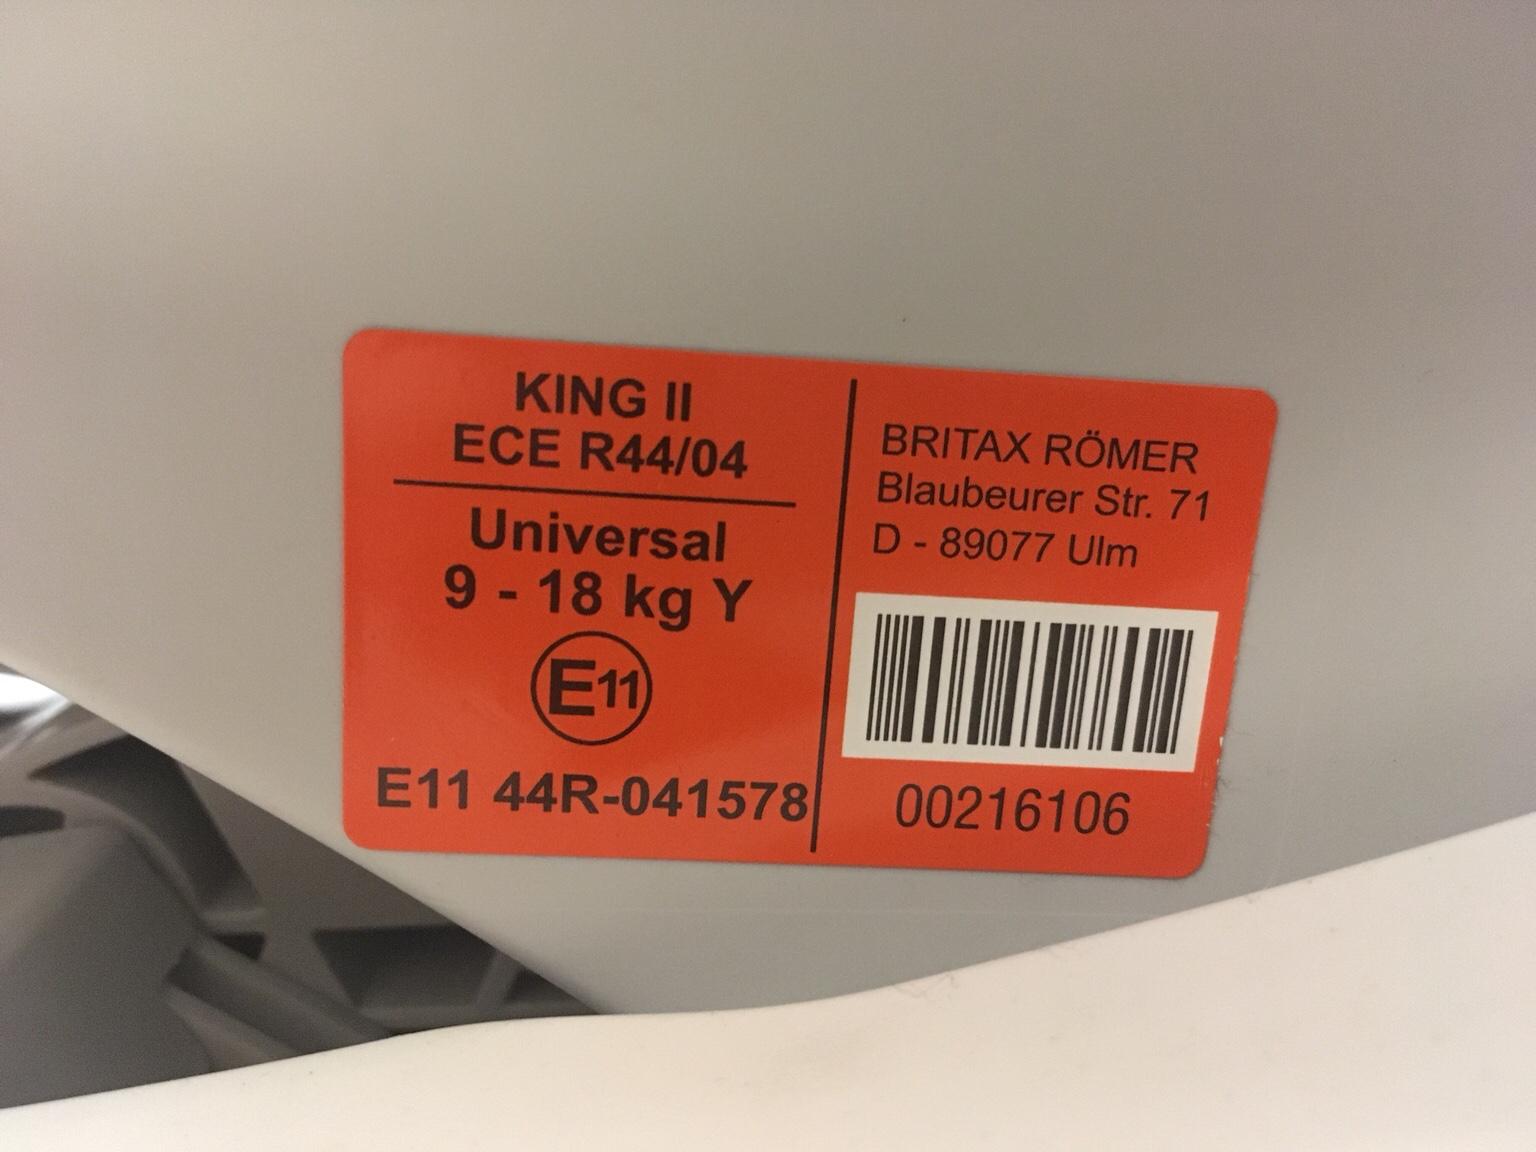 KING II
ECE R44/04
Universal
9 - 18 kg Y
E11
E11 44R-041578
BRITAX RÖMER
Blaubeurer Str. 71
D - 89077 Ulm
00216106